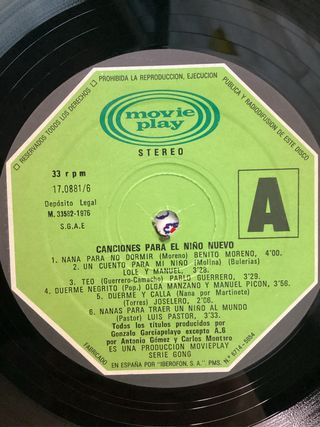 PROHIBIDA LA REPRODUCCION, EJECUCION
PUBLICA Y RADIODIFUSION DE ESTE DISCO
RESERVADOS TODOS LOS DERECHOS
movie
play
STEREO
33 rpm
17.0881/6
Depósito Legal
M. 33592-1976
S.G.A.E
A
CANCIONES PARA EL NIÑO NUEVO
1. NANA PARA NO DORMIR (Moreno) BENITO MORENO, 4'00.
2. UN CUENTO PARA MI NIÑO (Molina) (Bulerías)
LOLE Y MANUEL, 3'28.
3. TEO (Guerrero-Camacho) PABLO GUERRERO, 3'29.
4. DUERME NEGRITO (Pop.) OLGA MANZANO Y MANUEL PICON, 3'56.
5. DUERME Y CALLA (Nana por Martinete)
(Torres) JOSELERO, 2'50.
6. NANAS PARA TRAER UN NIÑO AL MUNDO
(Pastor) LUIS PASTOR, 3'33.
Todos los títulos producidos por
Gonzalo Garciapelayo excepto A.6
por Antonio Gómez y Carlos Montero
ES UNA PRODUCCION MOVIEPLAY
SERIE GONG
FABRICADO EN ESPAÑA POR "IBEROFON, S.A." PMS. Nº 6714-5054